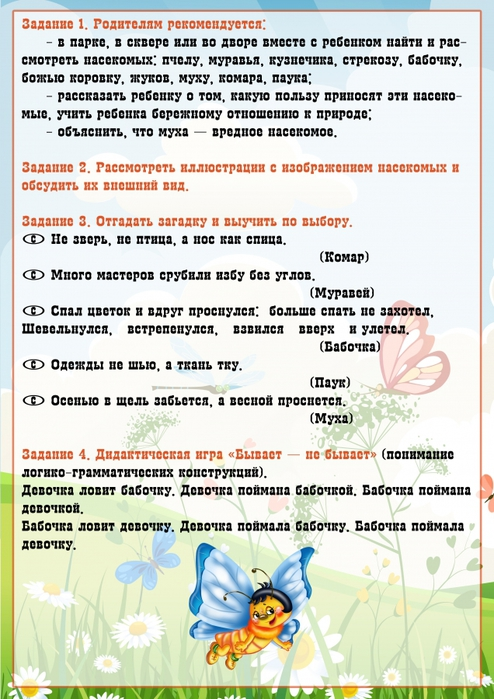 Задание 1. Родителям рекомендуется:
- в парке, в сквере или во дворе вместе с ребенком найти и рас-
смотреть насекомых: пчелу, муравья, кузнечика, стрекозу, бабочку,
божью коровку, жуков, муху, комара, паука;
- рассказать ребенку о том, какую пользу приносят эти насеко-
мые, учить ребенка бережному отношению к природе;
- объяснить, что муха — вредное насекомое.
Задание 2. Рассмотреть иллюстрации с изображением насекомых и
обсудить их внешний вид.
Задание 3. Отгадать загадку и выучить по выбору.
Не зверь, не птица, а нос как спица.
(Комар)
Много мастеров срубили избу без углов.
(Муравей)
Спал цветок и вдруг проснулся: больше спать не захотел,
Шевельнулся, встрепенулся, взвился вверх и улетел.
(Бабочка)
Одежды не шью, а ткань тку.
(Паук)
Осенью в щель забьется, а весной проснется.
(Муха)
Задание 4. Дидактическая игра «Бывает — не бывает» (понимание
логико-грамматических конструкций).
Девочка ловит бабочку. Девочка поймана бабочкой. Бабочка поймана
девочкой.
Бабочка ловит девочку. Девочка поймала бабочку. Бабочка поймала
девочку.